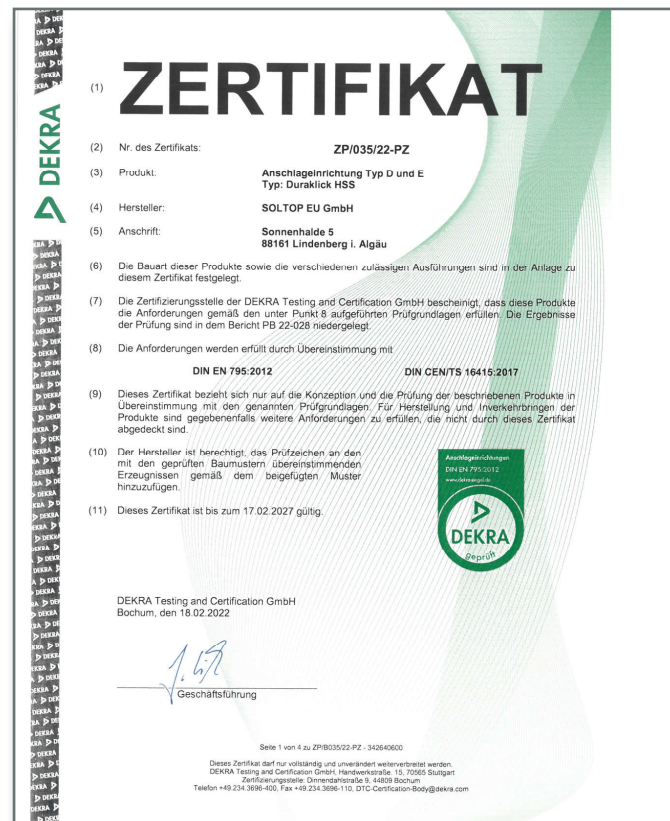 (1) ZERTIFIKAT
DEKRA
(2) Nr. des Zertifikats: ZP/035/22-PZ
(3) Produkt: Anschlageinrichtung Typ D und E
Typ: Duraklick HSS
(4) Hersteller: SOLTOP EU GmbH
(5) Anschrift: Sonnenhalde 5
88161 Lindenberg i. Algäu
(6) Die Bauart dieser Produkte sowie die verschiedenen zulässigen Ausführungen sind in der Anlage zu
diesem Zertifikat festgelegt.
(7) Die Zertifizierungsstelle der DEKRA Testing and Certification GmbH bescheinigt, dass diese Produkte
die Anforderungen gemäß den unter Punkt 8 aufgeführten Prüfgrundlagen erfüllen. Die Ergebnisse
der Prüfung sind in dem Bericht PB 22-028 niedergelegt.
(8) Die Anforderungen werden erfüllt durch Übereinstimmung mit
DIN EN 795:2012 DIN CEN/TS 16415:2017
(9) Dieses Zertifikat bezieht sich nur auf die Konzeption und die Prüfung der beschriebenen Produkte in
Übereinstimmung mit den genannten Prüfgrundlagen. Für Herstellung und Inverkehrbringen der
Produkte sind gegebenenfalls weitere Anforderungen zu erfüllen, die nicht durch dieses Zertifikat
abgedeckt sind.
(10) Der Hersteller ist berechtigt, das Prüfzeichen an den
mit den geprüften Baumustern übereinstimmenden
Erzeugnissen gemäß dem beigefügten Muster
hinzuzufügen.
Anschlageinrichtungen
DIN EN 795:2012
www.dekrasiegel.de
DEKRA
geprüft
(11) Dieses Zertifikat ist bis zum 17.02.2027 gültig.
DEKRA Testing and Certification GmbH
Bochum, den 18.02.2022
Geschäftsführung
Seite 1 von 4 zu ZP/B035/22-PZ - 342640600
Dieses Zertifikat darf nur vollständig und unverändert weiterverbreitet werden.
DEKRA Testing and Certification GmbH, Handwerkstraße. 15, 70565 Stuttgart
Zertifizierungsstelle: Dinnendahlstraße 9, 44809 Bochum
Telefon +49.234.3696-400, Fax +49.234.3696-110, DTC-Certification-Body@dekra.com